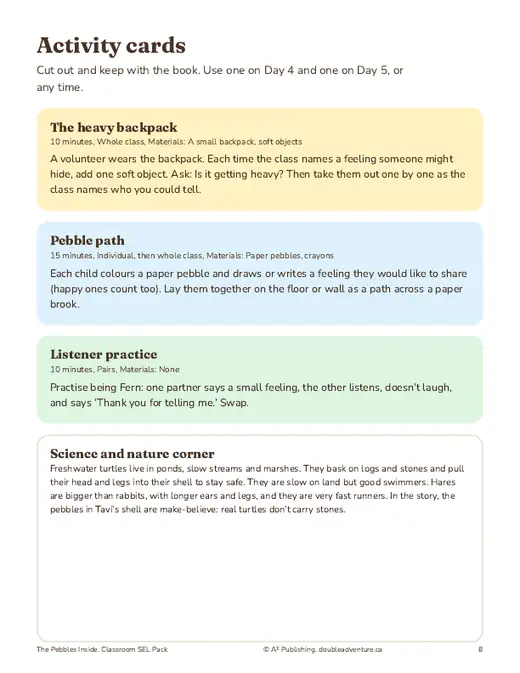 Activity cards
Cut out and keep with the book. Use one on Day 4 and one on Day 5, or
any time.
The heavy backpack
10 minutes, Whole class, Materials: A small backpack, soft objects
A volunteer wears the backpack. Each time the class names a feeling someone might
hide, add one soft object. Ask: Is it getting heavy? Then take them out one by one as the
class names who you could tell.
Pebble path
15 minutes, Individual, then whole class, Materials: Paper pebbles, crayons
Each child colours a paper pebble and draws or writes a feeling they would like to share
(happy ones count too). Lay them together on the floor or wall as a path across a paper
brook.
Listener practice
10 minutes, Pairs, Materials: None
Practise being Fern: one partner says a small feeling, the other listens, doesn't laugh,
and says 'Thank you for telling me.' Swap.
Science and nature corner
Freshwater turtles live in ponds, slow streams and marshes. They bask on logs and stones and pull
their head and legs into their shell to stay safe. They are slow on land but good swimmers. Hares
are bigger than rabbits, with longer ears and legs, and they are very fast runners. In the story, the
pebbles in Tavi's shell are make-believe: real turtles don't carry stones.
The Pebbles Inside. Classroom SEL Pack
© A² Publishing. doubleadventure.ca
8